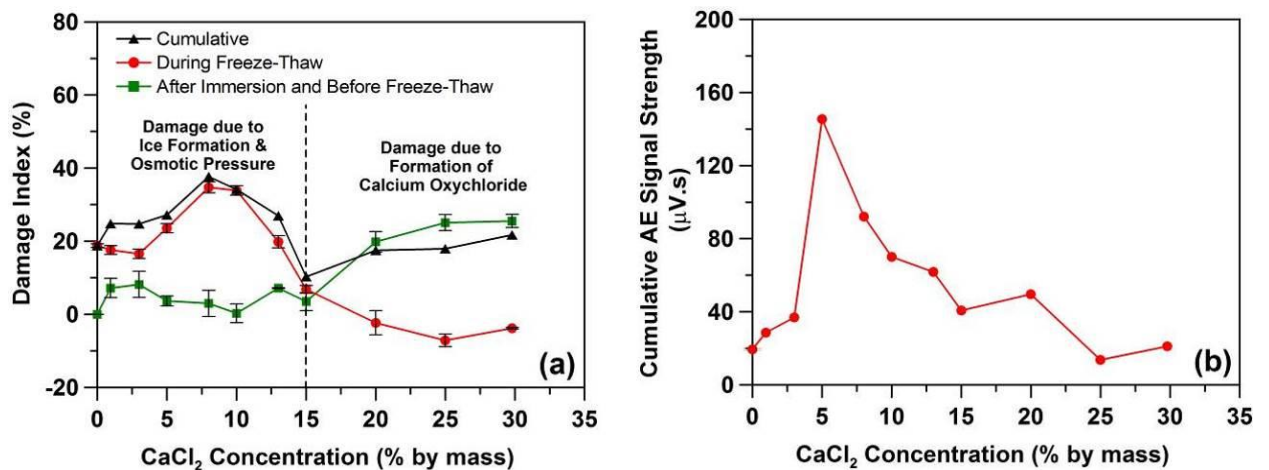 80
60
40
20
0
-20
Damage Index (%)
Cumulative
During Freeze-Thaw
After Immersion and Before Freeze-Thaw
Damage due to
Ice Formation &
Osmotic Pressure
Damage due to
Formation of
Calcium Oxychloride
(a)
0 5 10 15 20 25 30 35
CaCl₂ Concentration (% by mass)
200
160
120
80
40
0
Cumulative AE Signal Strength
(μV.s)
(b)
0 5 10 15 20 25 30 35
CaCl₂ Concentration (% by mass)